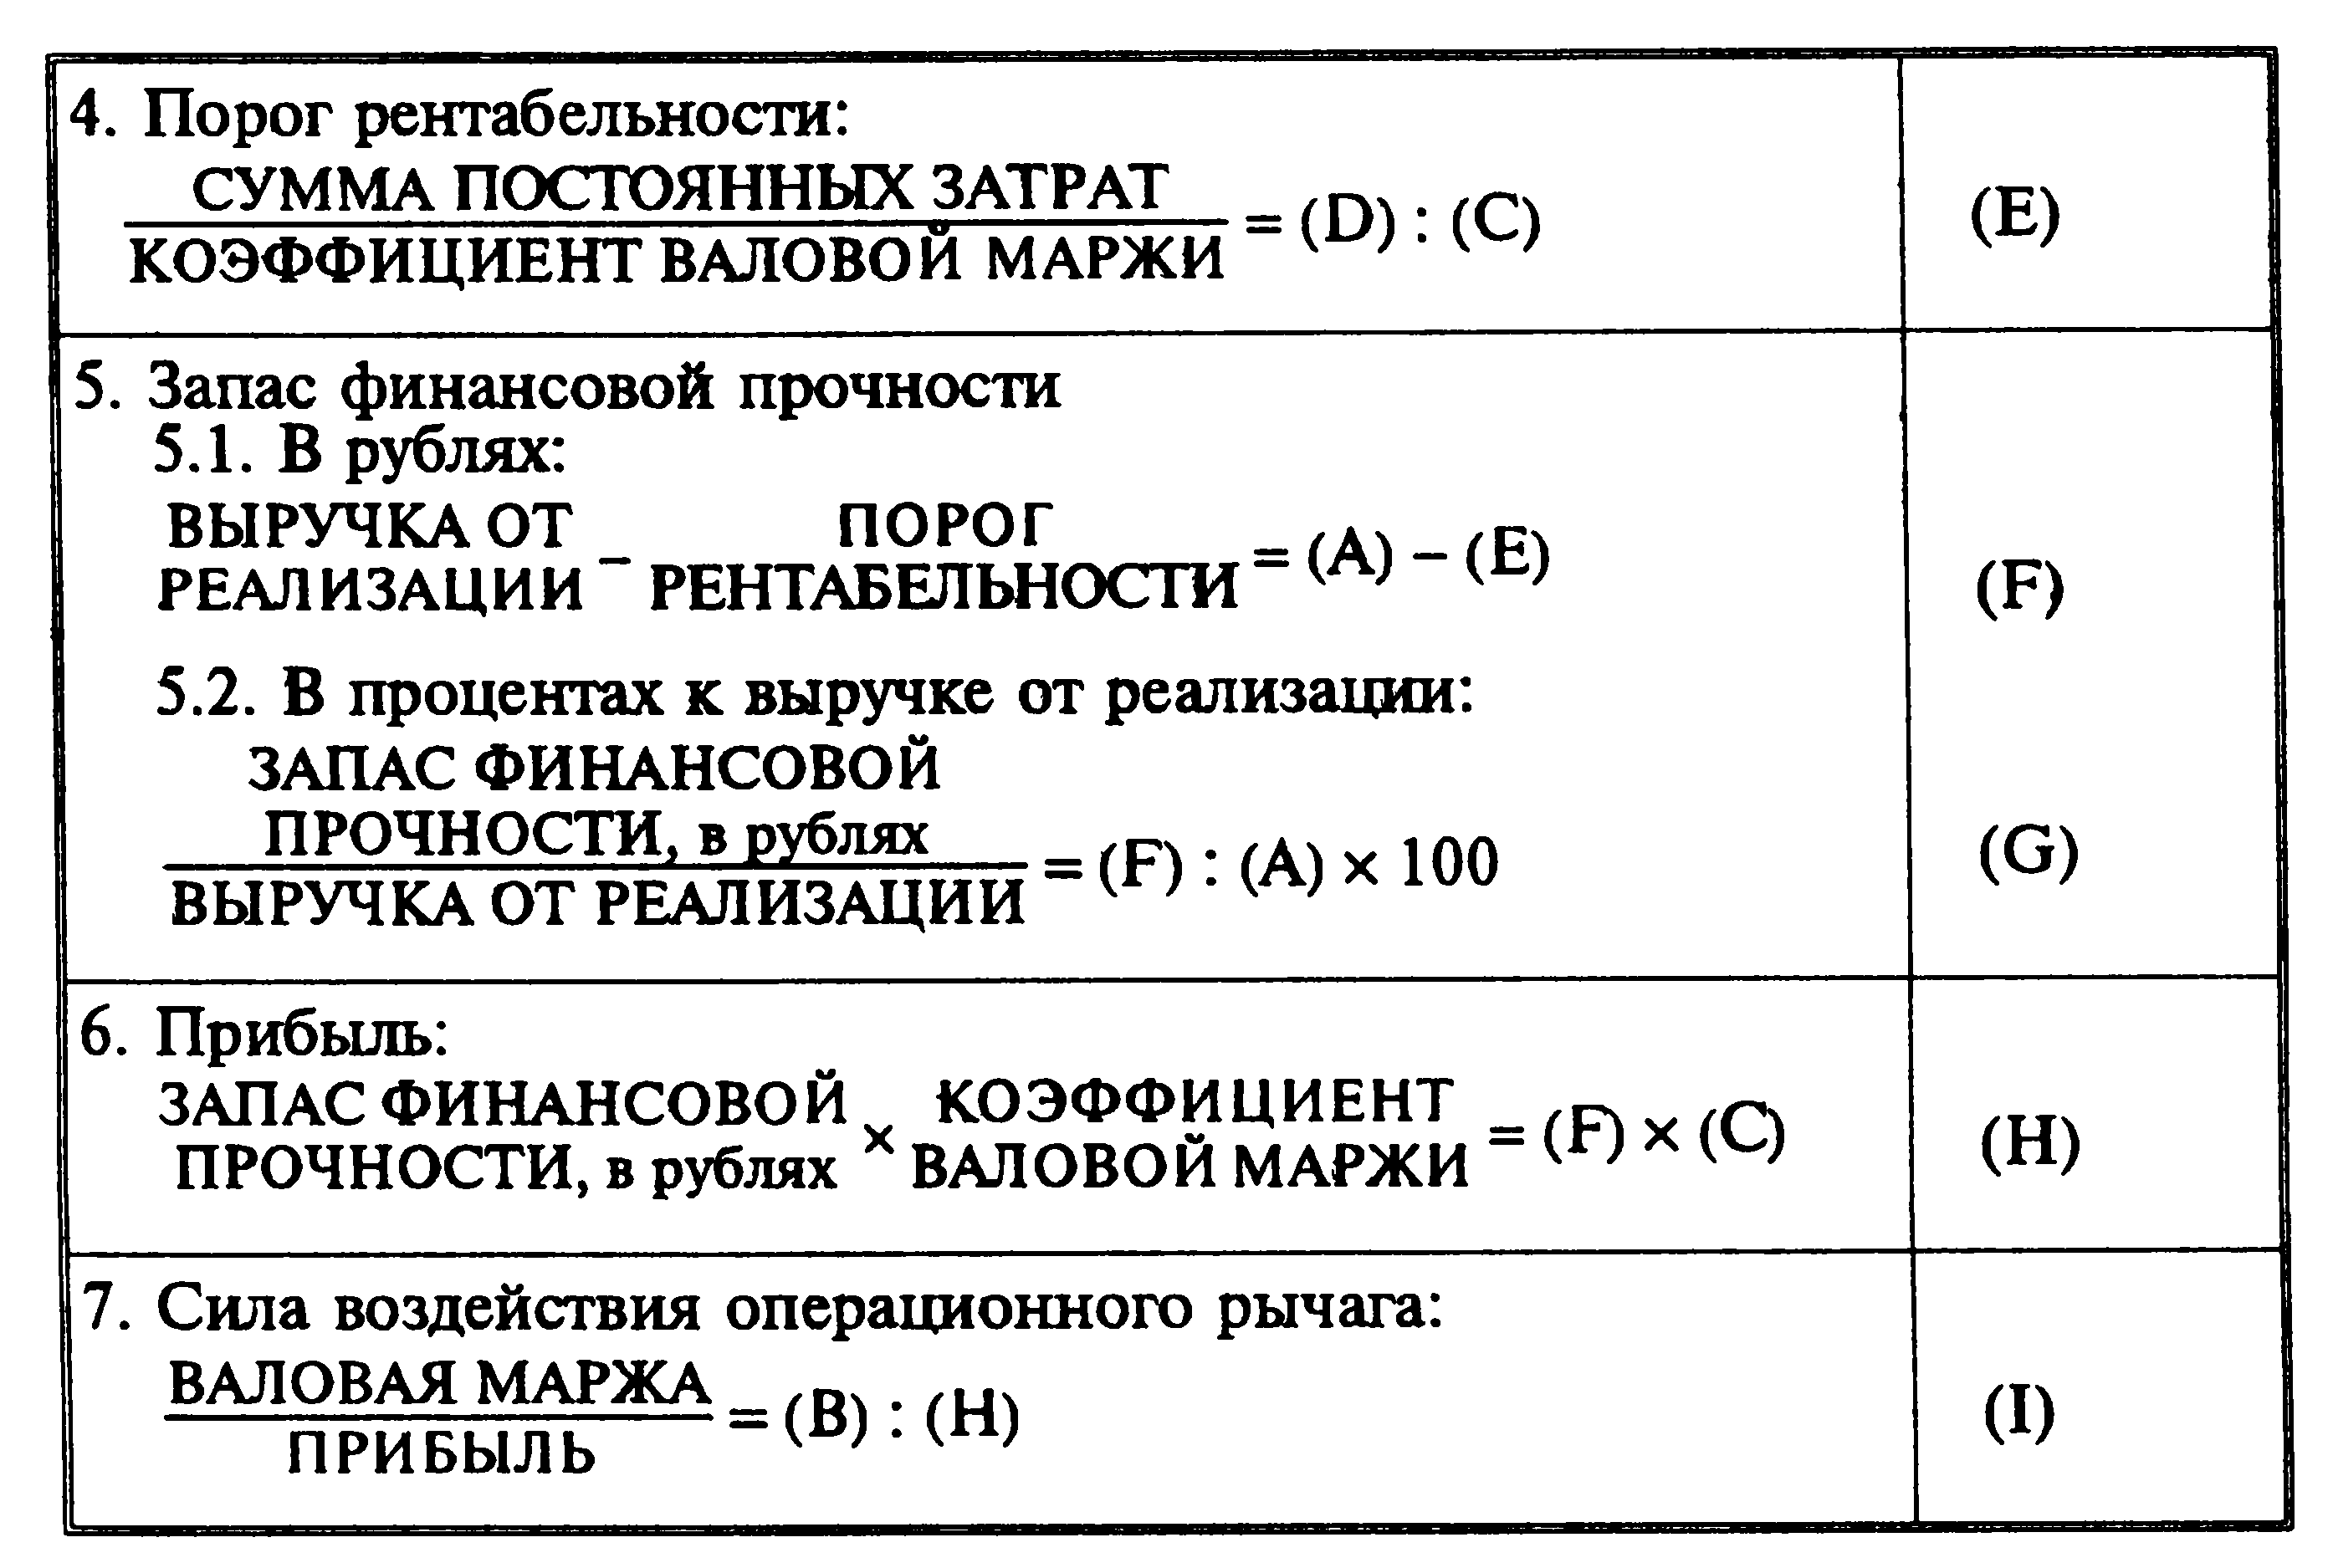 4. Порог рентабельности:
СУММА ПОСТОЯННЫХ ЗАТРАТ
КОЭФФИЦИЕНТ ВАЛОВОЙ МАРЖИ = (D) : (C)
(E)
5. Запас финансовой прочности
5.1. В рублях:
ВЫРУЧКА ОТ РЕАЛИЗАЦИИ – ПОРОГ РЕНТАБЕЛЬНОСТИ = (A) – (E)
(F)
5.2. В процентах к выручке от реализации:
ЗАПАС ФИНАНСОВОЙ
ПРОЧНОСТИ, в рублях
ВЫРУЧКА ОТ РЕАЛИЗАЦИИ = (F) : (A) × 100
(G)
6. Прибыль:
ЗАПАС ФИНАНСОВОЙ ПРОЧНОСТИ, в рублях × КОЭФФИЦИЕНТ ВАЛОВОЙ МАРЖИ = (F) × (C)
(H)
7. Сила воздействия операционного рычага:
ВАЛОВАЯ МАРЖА
ПРИБЫЛЬ = (B) : (H)
(I)